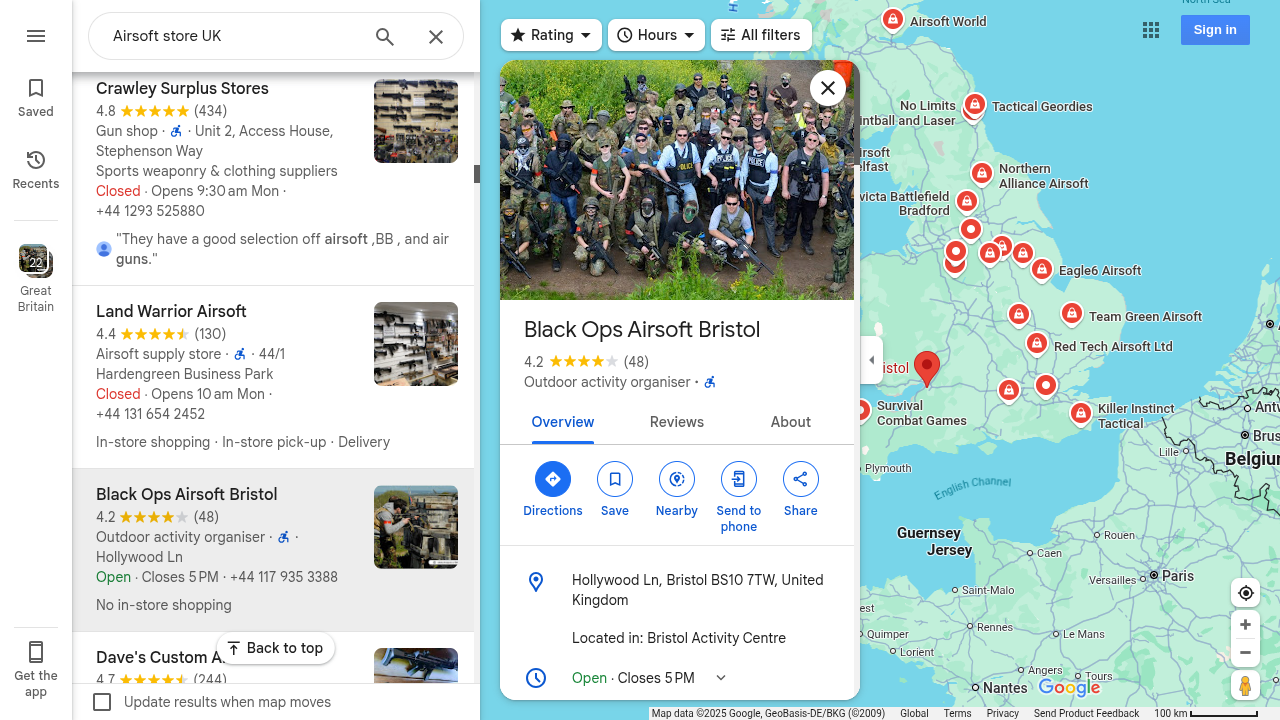 Airsoft store UK
Saved
Recents
22
Great
Britain
Get the
app
Crawley Surplus Stores
4.8 (434)
Gun shop · · Unit 2, Access House,
Stephenson Way
Sports weaponry & clothing suppliers
Closed · Opens 9:30 am Mon ·
+44 1293 525880
"They have a good selection off airsoft ,BB , and air
guns."
Land Warrior Airsoft
4.4 (130)
Airsoft supply store · · 44/1
Hardengreen Business Park
Closed · Opens 10 am Mon ·
+44 131 654 2452
In-store shopping · In-store pick-up · Delivery
Black Ops Airsoft Bristol
4.2 (48)
Outdoor activity organiser · ·
Hollywood Ln
Open · Closes 5 PM · +44 117 935 3388
No in-store shopping
Back to top
Dave's Custom A
4.7 (244)
Update results when map moves
Rating
Hours
All filters
Sign in
POLICE
Black Ops Airsoft Bristol
4.2 (48)
Outdoor activity organiser ·
Overview
Reviews
About
Directions
Save
Nearby
Send to
phone
Share
Hollywood Ln, Bristol BS10 7TW, United
Kingdom
Located in: Bristol Activity Centre
Open · Closes 5 PM
North Sea
Airsoft World
No Limits
intball and Laser
Tactical Geordies
irsoft
elfast
Northern
Alliance Airsoft
victa Battlefield
Bradford
Eagle6 Airsoft
Team Green Airsoft
Red Tech Airsoft Ltd
istol
Survival
Combat Games
Killer Instinct
Tactical
Plymouth
English Channel
Lille
Antw
Brus
Belgium
Guernsey
Jersey
Rouen
Caen
Versailles
Paris
Saint-Malo
est
Quimper
Rennes
Le Mans
Lorient
Angers
Tours
Nantes
Google
Map data ©2025 Google, GeoBasis-DE/BKG (©2009)
Global
Terms
Privacy
Send Product Feedback
100 km